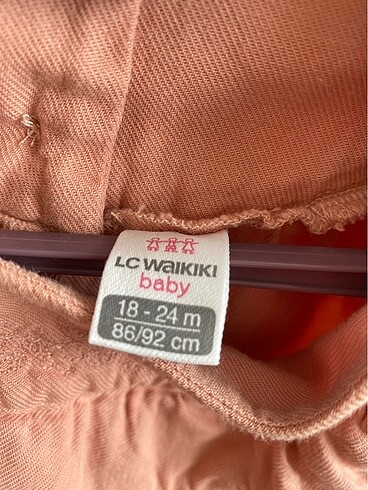 LC WAIKIKI
baby
18 - 24 m
86/92 cm